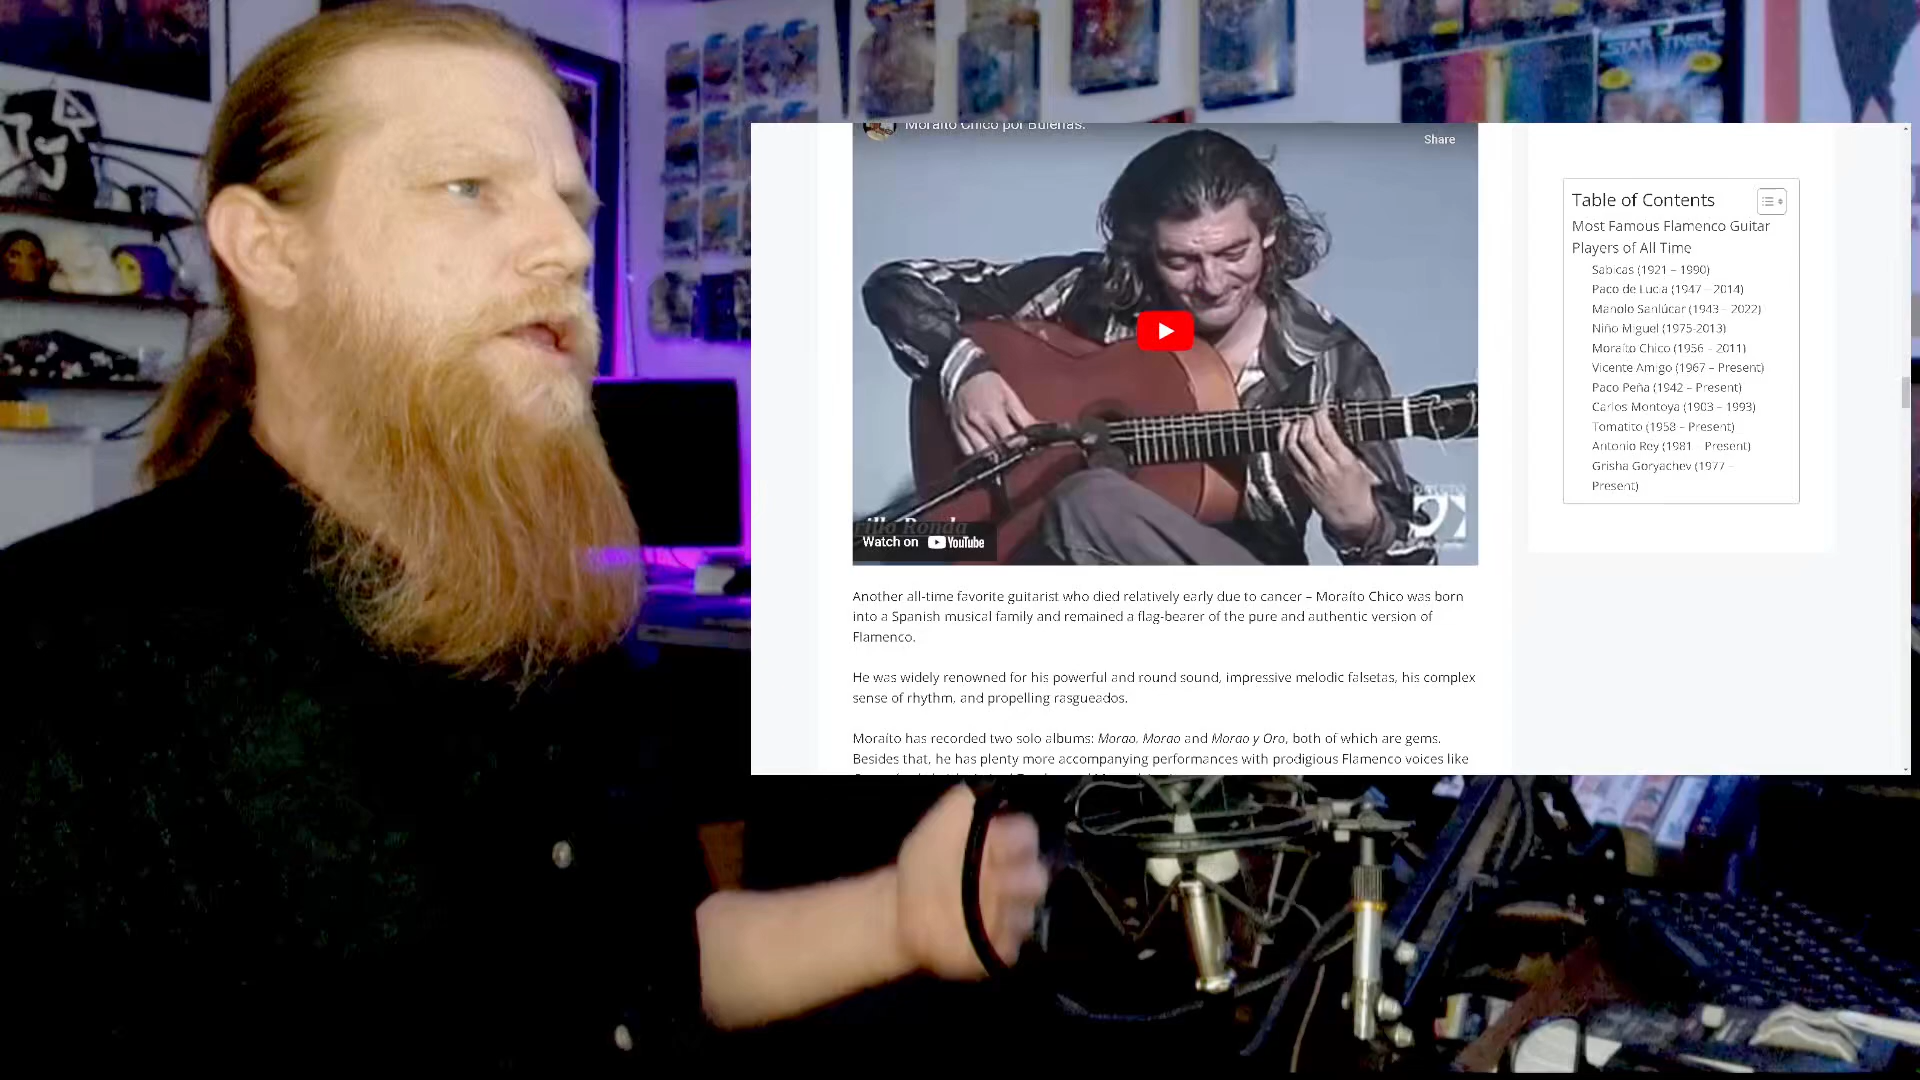 STAR TREK
Moraíto Chico por Bulerías.
Share
Watch on YouTube
Another all-time favorite guitarist who died relatively early due to cancer – Moraíto Chico was born
into a Spanish musical family and remained a flag-bearer of the pure and authentic version of
Flamenco.
He was widely renowned for his powerful and round sound, impressive melodic falsetas, his complex
sense of rhythm, and propelling rasgueados.
Moraíto has recorded two solo albums: Morao, Morao and Morao y Oro, both of which are gems.
Besides that, he has plenty more accompanying performances with prodigious Flamenco voices like
Table of Contents
Most Famous Flamenco Guitar
Players of All Time
Sabicas (1921 – 1990)
Paco de Lucia (1947 – 2014)
Manolo Sanlúcar (1943 – 2022)
Niño Miguel (1975-2013)
Moraíto Chico (1956 – 2011)
Vicente Amigo (1967 – Present)
Paco Peña (1942 – Present)
Carlos Montoya (1903 – 1993)
Tomatito (1958 – Present)
Antonio Rey (1981 – Present)
Grisha Goryachev (1977 –
Present)